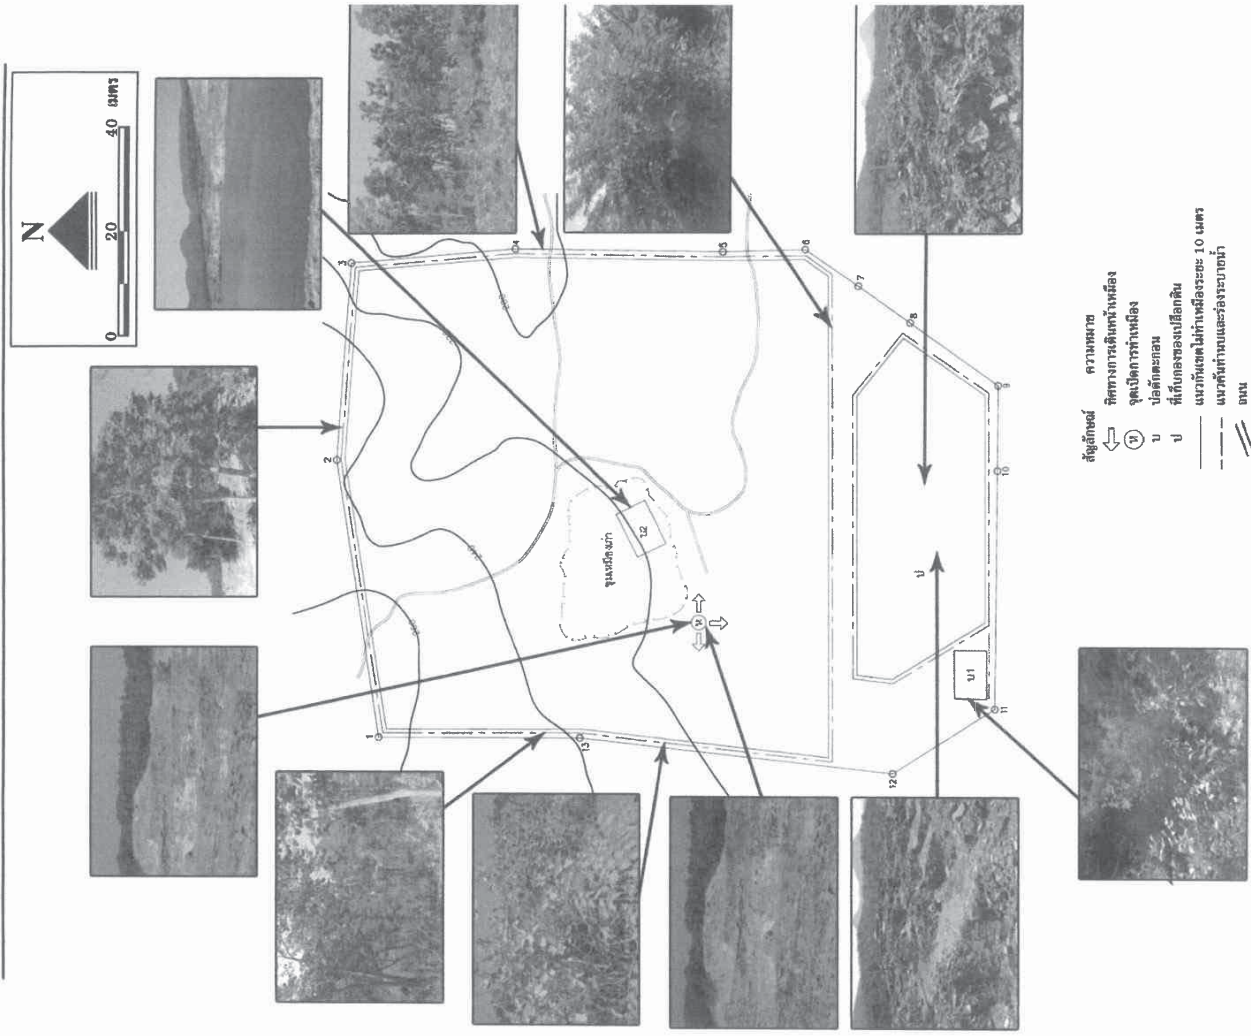 N
0 20 40 เมตร
1
2
3
4
5
6
7
8
9
10
11
12
13
ขุมเหมืองเก่า
บ2
ห
ป
บ1
สัญลักษณ์ ความหมาย
ทิศทางการเดินหน้าเหมือง
ห จุดเปิดการทำเหมือง
บ บ่อดักตะกอน
ป ที่เก็บกองของเปลือกดิน
แนวกันเขตไม่ทำเหมืองระยะ 10 เมตร
แนวคันทำนบและร่องระบายน้ำ
ถนน